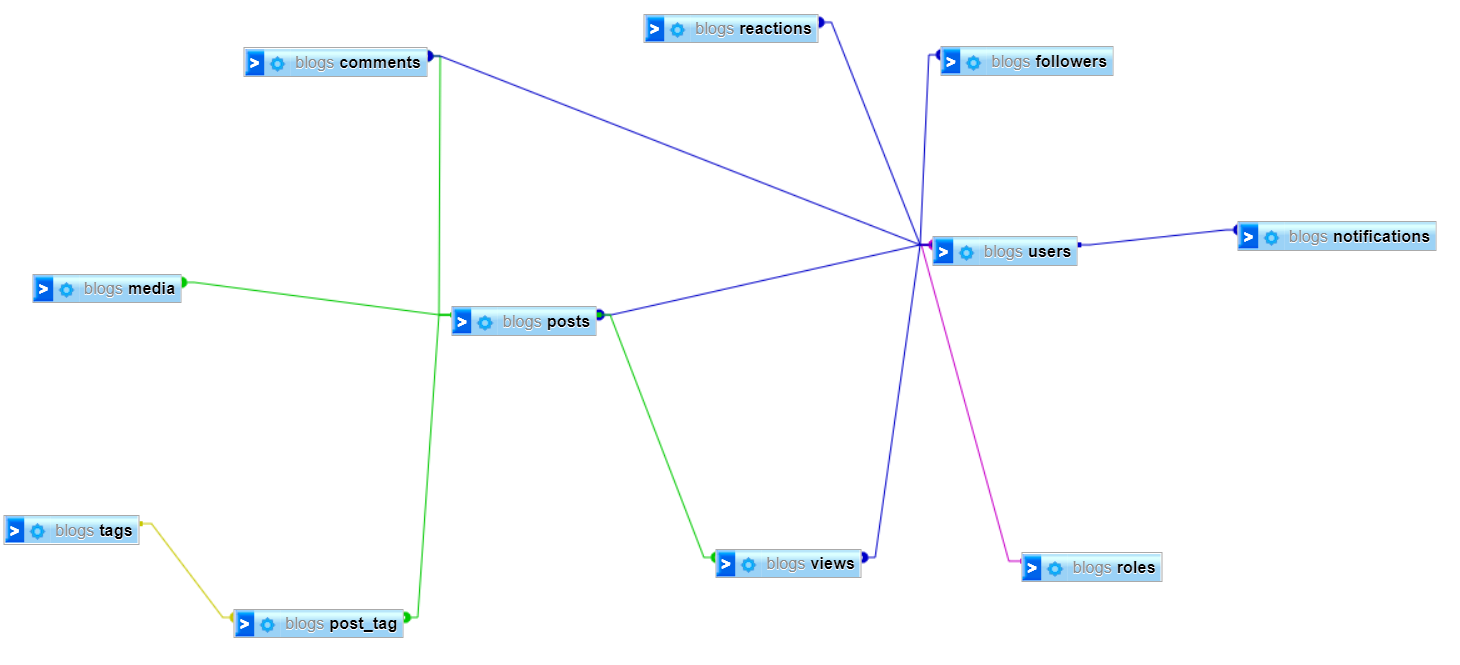 blogs reactions
blogs comments
blogs followers
blogs users
blogs notifications
blogs media
blogs posts
blogs tags
blogs views
blogs roles
blogs post_tag